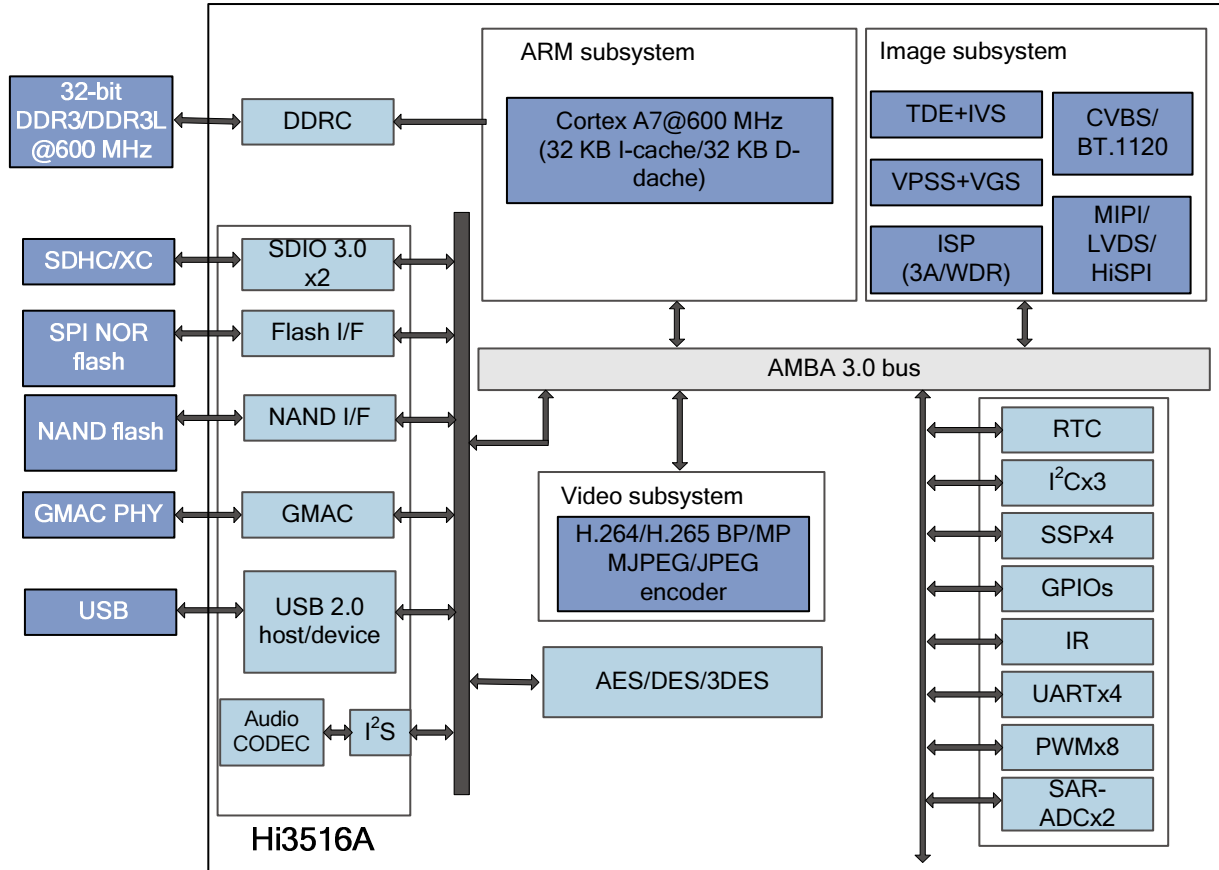 ARM subsystem
Image subsystem
32-bit
DDR3/DDR3L
@600 MHz
DDRC
Cortex A7@600 MHz
(32 KB I-cache/32 KB D-
dache)
TDE+IVS
CVBS/
BT.1120
VPSS+VGS
ISP
(3A/WDR)
MIPI/
LVDS/
HiSPI
SDHC/XC
SDIO 3.0
x2
SPI NOR
flash
Flash I/F
AMBA 3.0 bus
NAND flash
NAND I/F
GMAC PHY
GMAC
USB
USB 2.0
host/device
Audio
CODEC
I²S
Video subsystem
H.264/H.265 BP/MP
MJPEG/JPEG
encoder
AES/DES/3DES
RTC
I²Cx3
SSPx4
GPIOs
IR
UARTx4
PWMx8
SAR-
ADCx2
Hi3516A